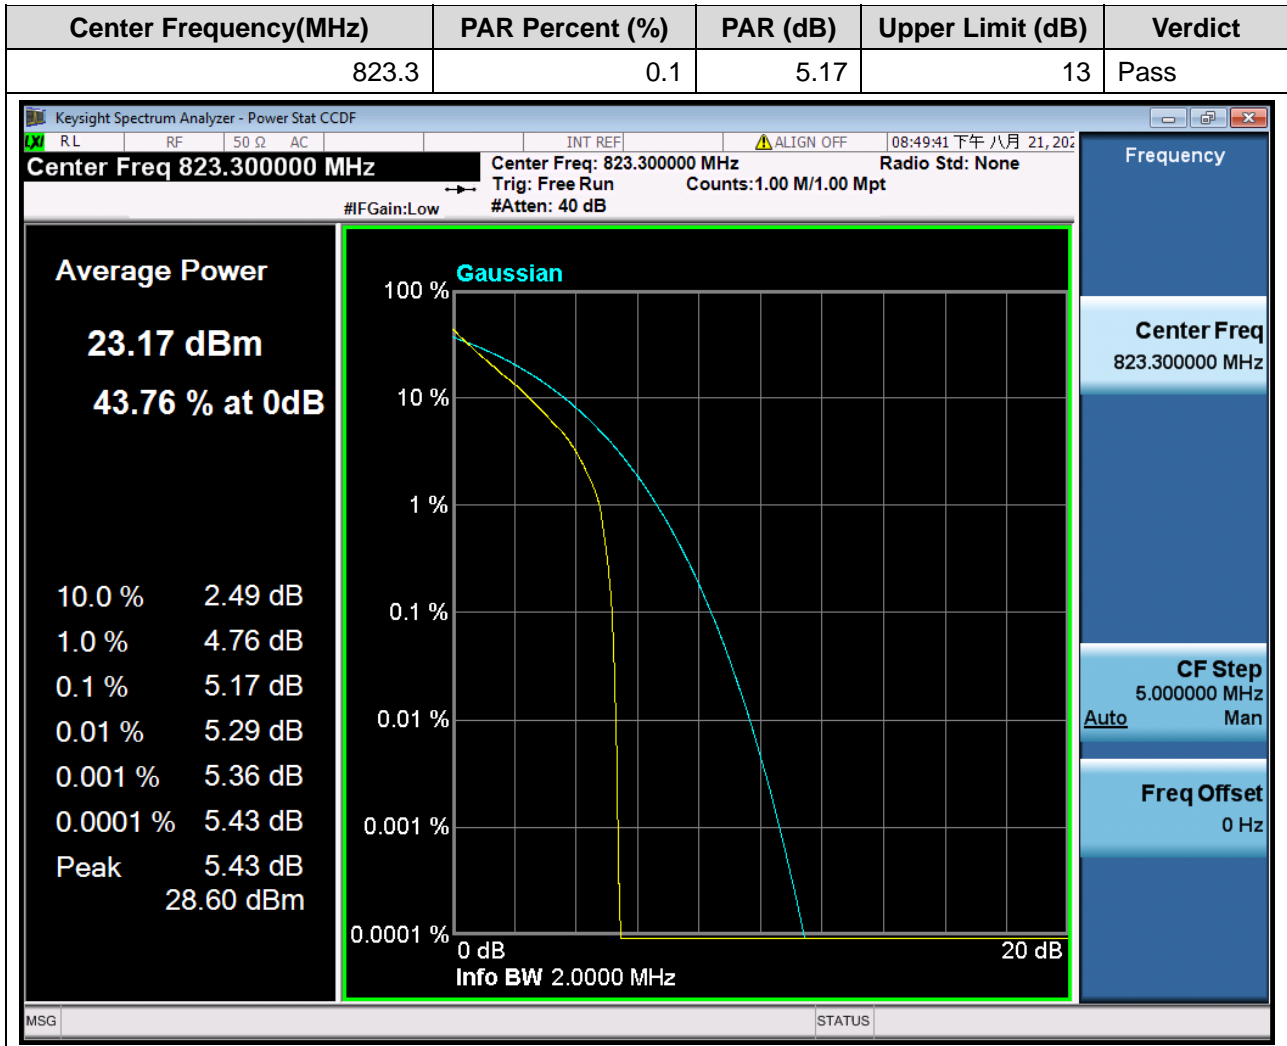 Center Frequency(MHz) PAR Percent (%) PAR (dB) Upper Limit (dB) Verdict
823.3 0.1 5.17 13 Pass
Keysight Spectrum Analyzer - Power Stat CCDF
LXI RL RF 50 Ω AC INT REF ALIGN OFF 08:49:41 下午 八月 21, 202
Center Freq 823.300000 MHz
Center Freq: 823.300000 MHz Radio Std: None
Trig: Free Run Counts:1.00 M/1.00 Mpt
#IFGain:Low #Atten: 40 dB
Average Power
23.17 dBm
43.76 % at 0dB
10.0 % 2.49 dB
1.0 % 4.76 dB
0.1 % 5.17 dB
0.01 % 5.29 dB
0.001 % 5.36 dB
0.0001 % 5.43 dB
Peak 5.43 dB
28.60 dBm
Gaussian
100 %
10 %
1 %
0.1 %
0.01 %
0.001 %
0.0001 %
0 dB 20 dB
Info BW 2.0000 MHz
Frequency
Center Freq
823.300000 MHz
CF Step
5.000000 MHz
Auto Man
Freq Offset
0 Hz
MSG STATUS